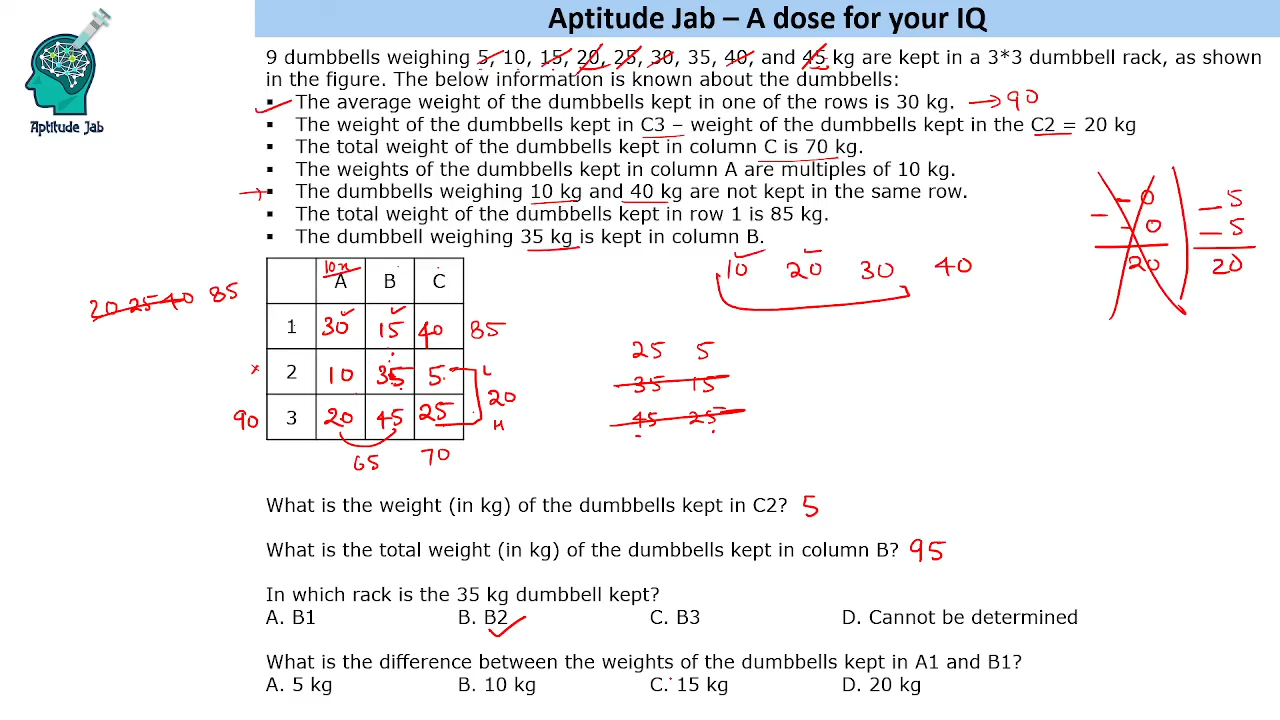 Aptitude Jab – A dose for your IQ
Aptitude Jab
9 dumbbells weighing 5, 10, 15, 20, 25, 30, 35, 40, and 45 kg are kept in a 3*3 dumbbell rack, as shown
in the figure. The below information is known about the dumbbells:
▪ The average weight of the dumbbells kept in one of the rows is 30 kg. → 90
▪ The weight of the dumbbells kept in C3 – weight of the dumbbells kept in the C2 = 20 kg
▪ The total weight of the dumbbells kept in column C is 70 kg.
▪ The weights of the dumbbells kept in column A are multiples of 10 kg.
▪ The dumbbells weighing 10 kg and 40 kg are not kept in the same row.
▪ The total weight of the dumbbells kept in row 1 is 85 kg.
▪ The dumbbell weighing 35 kg is kept in column B.
– 0 – 5
– – 0 – 5
20 20
10 20 30 40
10x
A B C
20 25 40 85
1 30 15 40 85
2 10 35 5 L
20
90 3 20 45 25 H
65 70
25 5
35 15
45 25
What is the weight (in kg) of the dumbbells kept in C2? 5
What is the total weight (in kg) of the dumbbells kept in column B? 95
In which rack is the 35 kg dumbbell kept?
A. B1 B. B2 C. B3 D. Cannot be determined
What is the difference between the weights of the dumbbells kept in A1 and B1?
A. 5 kg B. 10 kg C. 15 kg D. 20 kg